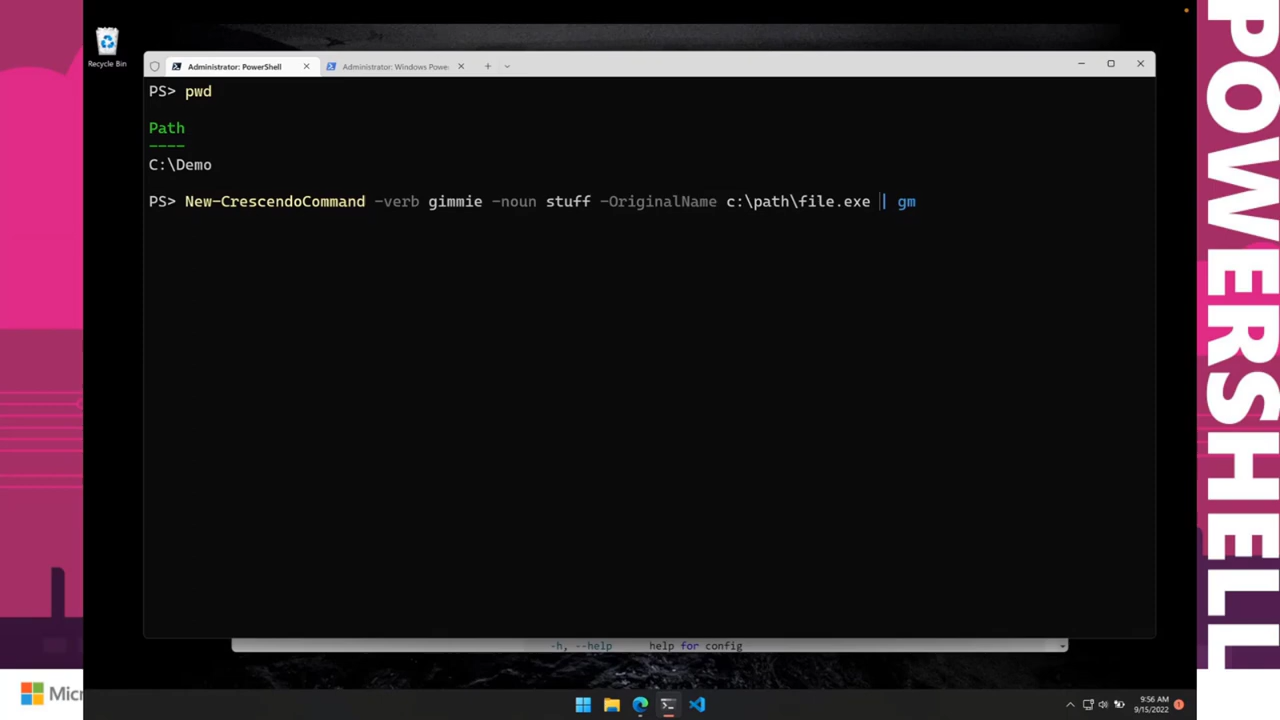 Recycle Bin
Administrator: PowerShell
Administrator: Windows Powe
PS> pwd
Path
----
C:\Demo
PS> New-CrescendoCommand -verb gimmie -noun stuff -OriginalName c:\path\file.exe | gm
-h, --help help for config
Micr
9:56 AM
9/15/2022
1
POWERSHELL